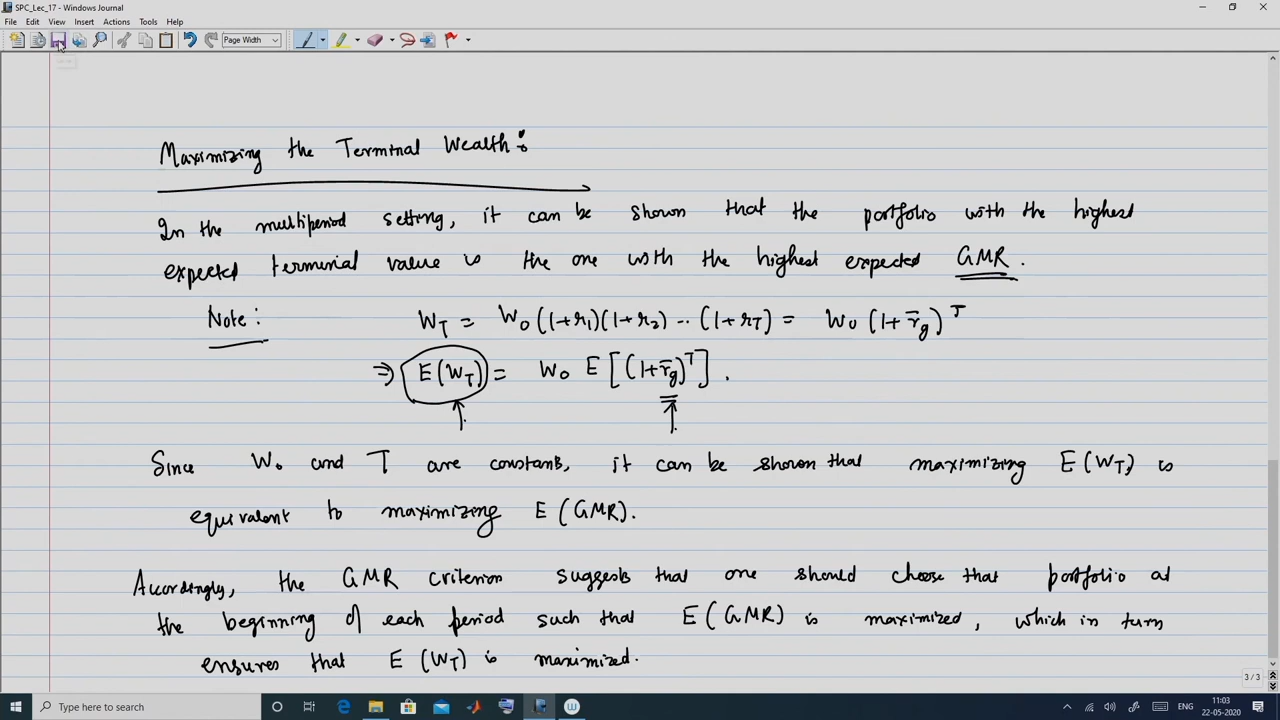 SPC_Lec_17 - Windows Journal
File Edit View Insert Actions Tools Help
Page Width
Maximizing the Terminal Wealth:
In the multiperiod setting, it can be shown that the portfolio with the highest
expected terminal value is the one with the highest expected GMR.
Note: W_T = W_0 (1+r_1)(1+r_2) .. (1+r_T) = W_0 (1+r̄_g)^T
⇒ E(W_T) = W_0 E[(1+r̄_g)^T].
Since W_0 and T are constants, it can be shown that maximizing E(W_T) is
equivalent to maximizing E(GMR).
Accordingly, the GMR criterion suggests that one should choose that portfolio at
the beginning of each period such that E(GMR) is maximized, which in turn
ensures that E(W_T) is maximized.
3 / 3
Type here to search
ENG
11:03
22-05-2020